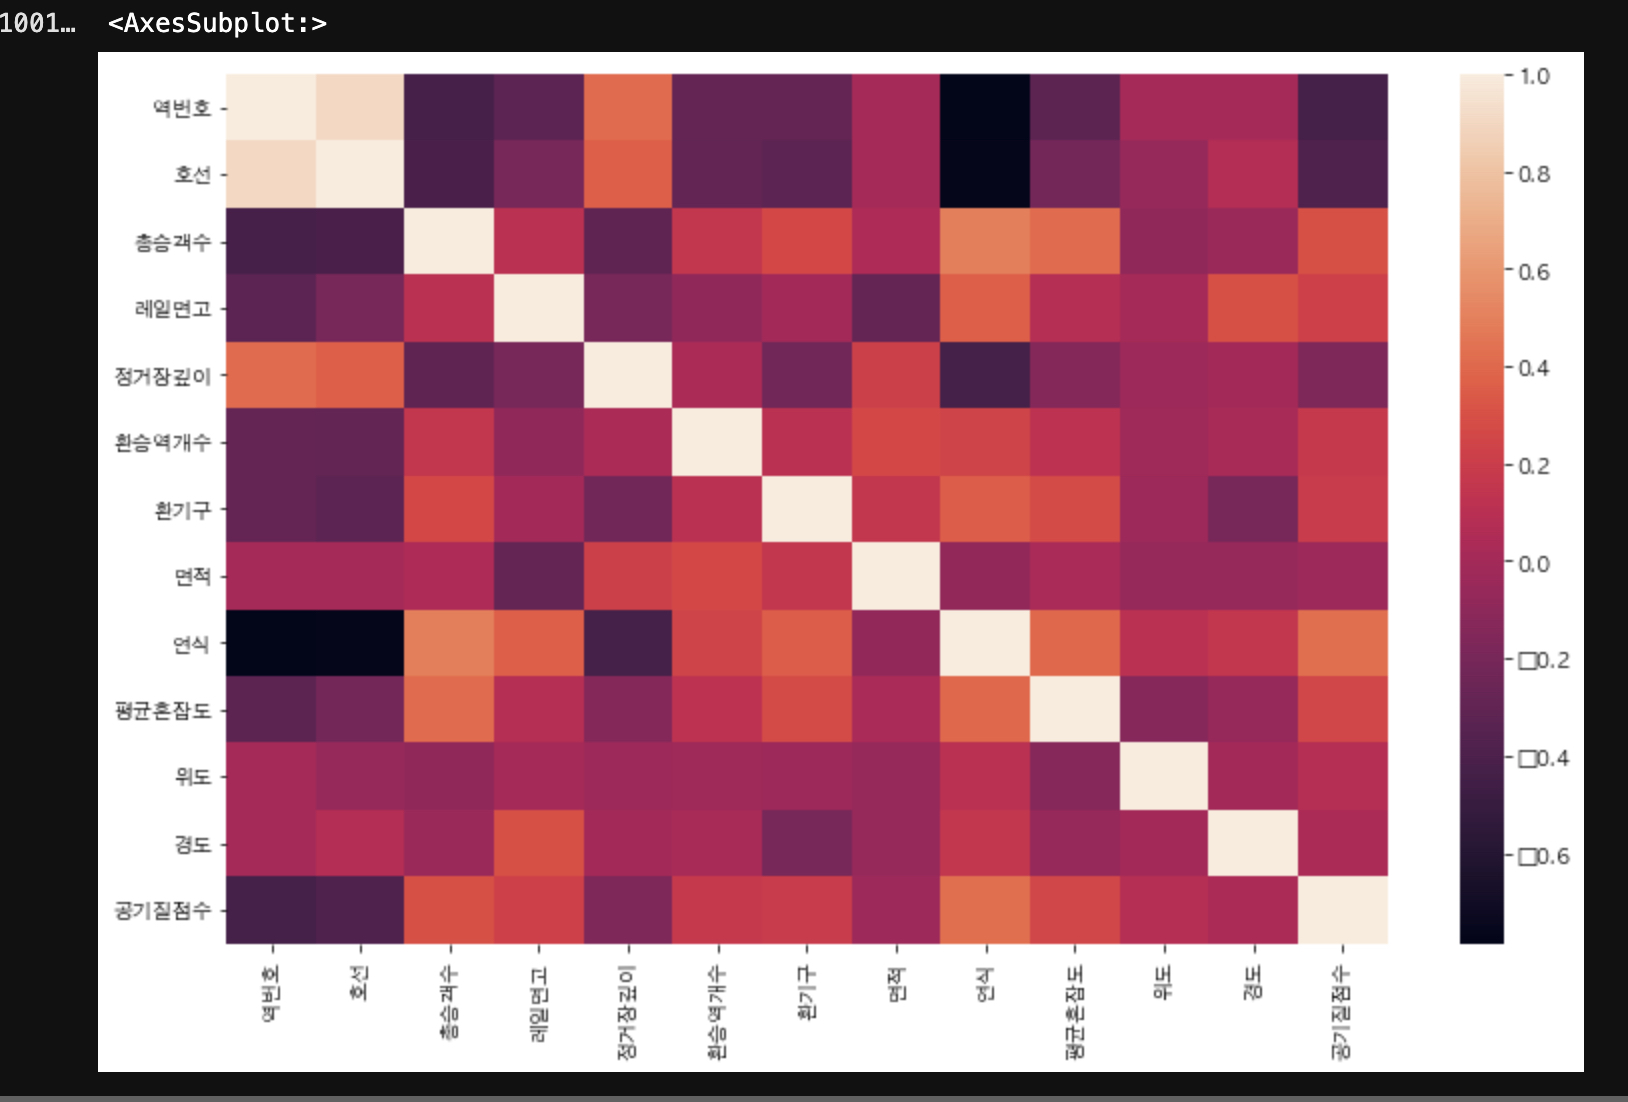 1001… <AxesSubplot:>
역번호
호선
총승객수
레일면고
정거장깊이
환승역개수
환기구
면적
연식
평균혼잡도
위도
경도
공기질점수
역번호
호선
총승객수
레일면고
정거장깊이
환승역개수
환기구
면적
연식
평균혼잡도
위도
경도
공기질점수
1.0
0.8
0.6
0.4
0.2
0.0
□0.2
□0.4
□0.6